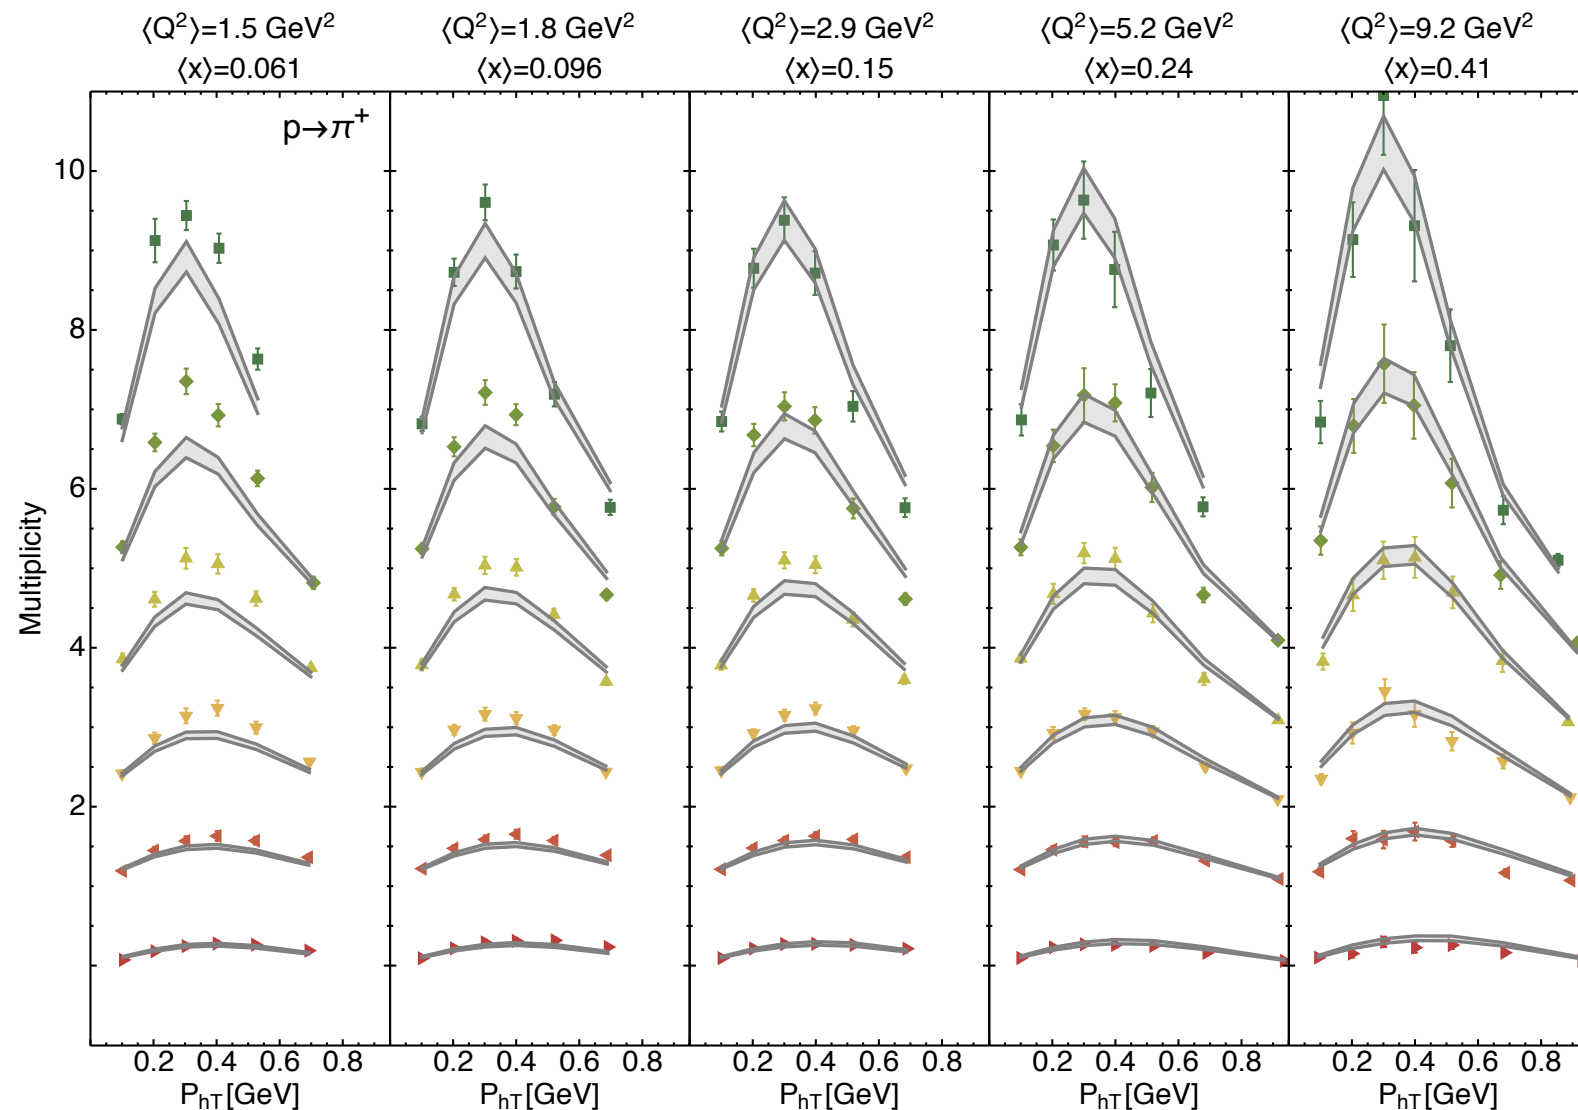 ⟨Q²⟩=1.5 GeV² ⟨Q²⟩=1.8 GeV² ⟨Q²⟩=2.9 GeV² ⟨Q²⟩=5.2 GeV² ⟨Q²⟩=9.2 GeV²
⟨x⟩=0.061 ⟨x⟩=0.096 ⟨x⟩=0.15 ⟨x⟩=0.24 ⟨x⟩=0.41
p→π⁺
10
8
6
Multiplicity
4
2
0.2 0.4 0.6 0.8 0.2 0.4 0.6 0.8 0.2 0.4 0.6 0.8 0.2 0.4 0.6 0.8 0.2 0.4 0.6 0.8
P_hT[GeV] P_hT[GeV] P_hT[GeV] P_hT[GeV] P_hT[GeV]